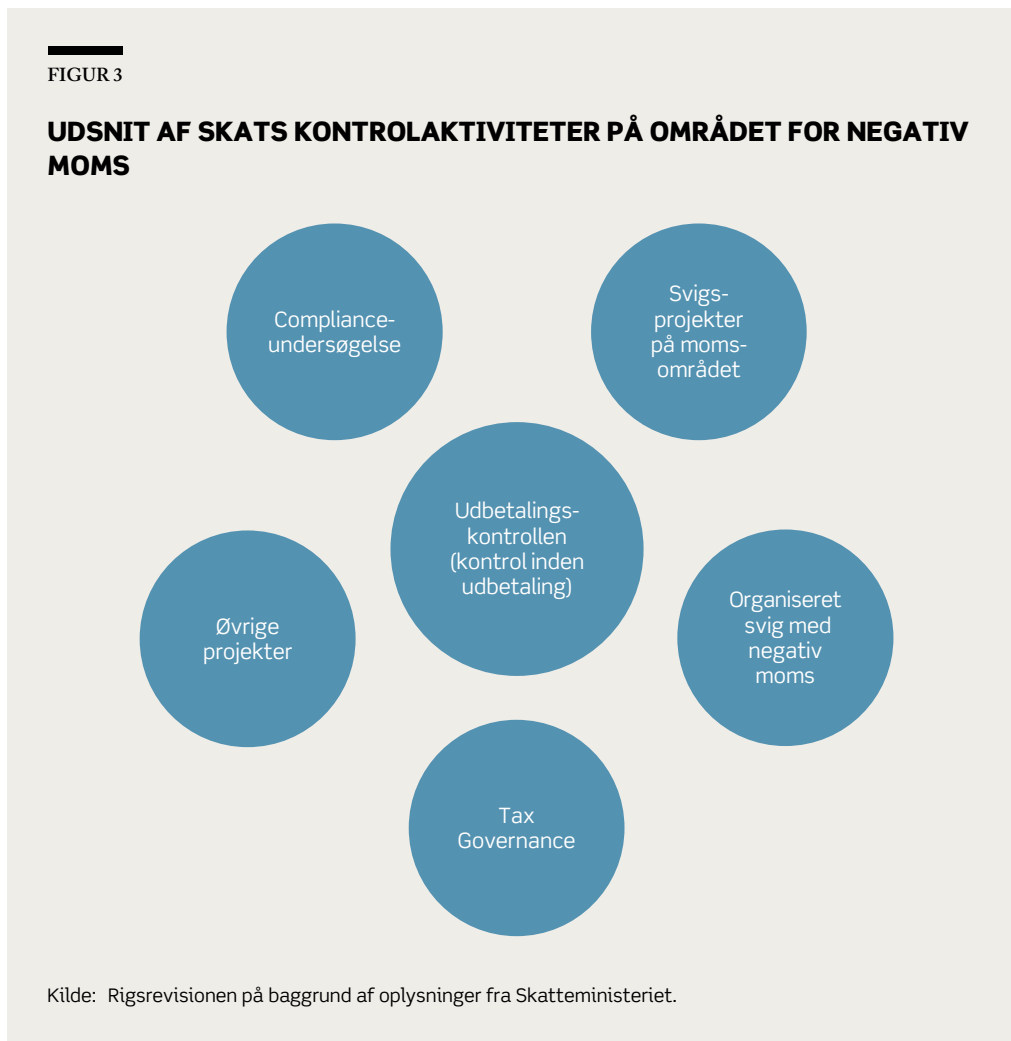 FIGUR 3
UDSNIT AF SKATS KONTROLAKTIVITETER PÅ OMRÅDET FOR NEGATIV
MOMS
Compliance-
undersøgelse
Svigs-
projekter
på moms-
området
Udbetalings-
kontrollen
(kontrol inden
udbetaling)
Øvrige
projekter
Organiseret
svig med
negativ
moms
Tax
Governance
Kilde: Rigsrevisionen på baggrund af oplysninger fra Skatteministeriet.